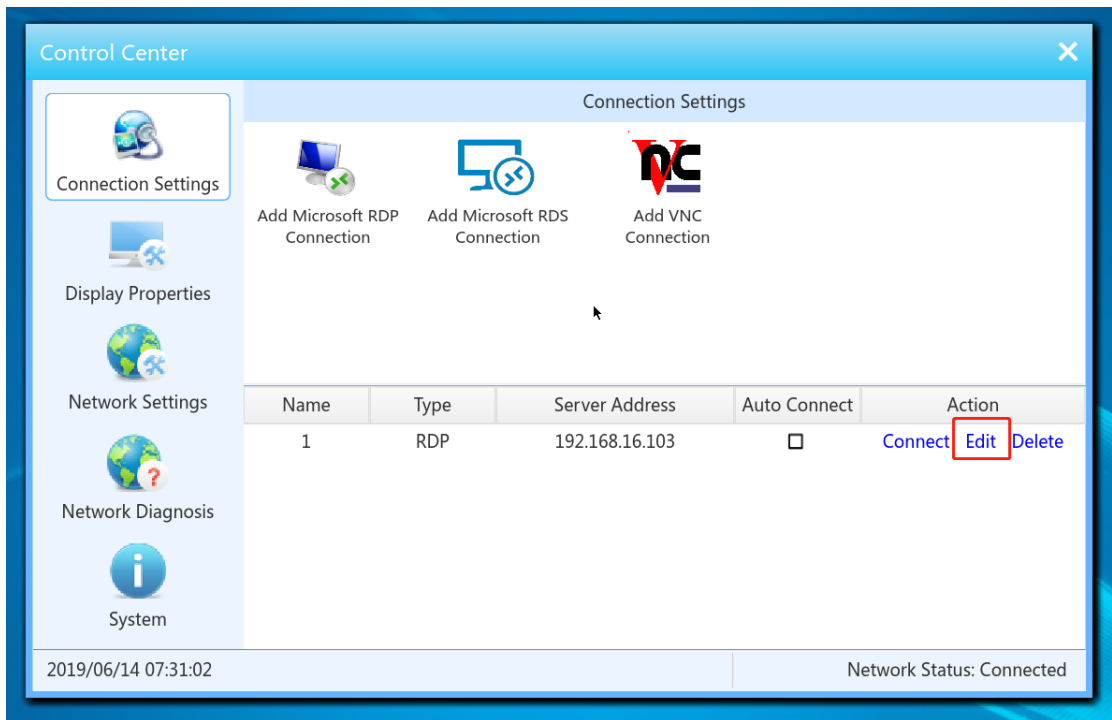 Control Center
Connection Settings
Display Properties
Network Settings
Network Diagnosis
System
Connection Settings
Add Microsoft RDP
Connection
Add Microsoft RDS
Connection
VNC
Add VNC
Connection
Name Type Server Address Auto Connect Action
1 RDP 192.168.16.103 Connect Edit Delete
2019/06/14 07:31:02 Network Status: Connected